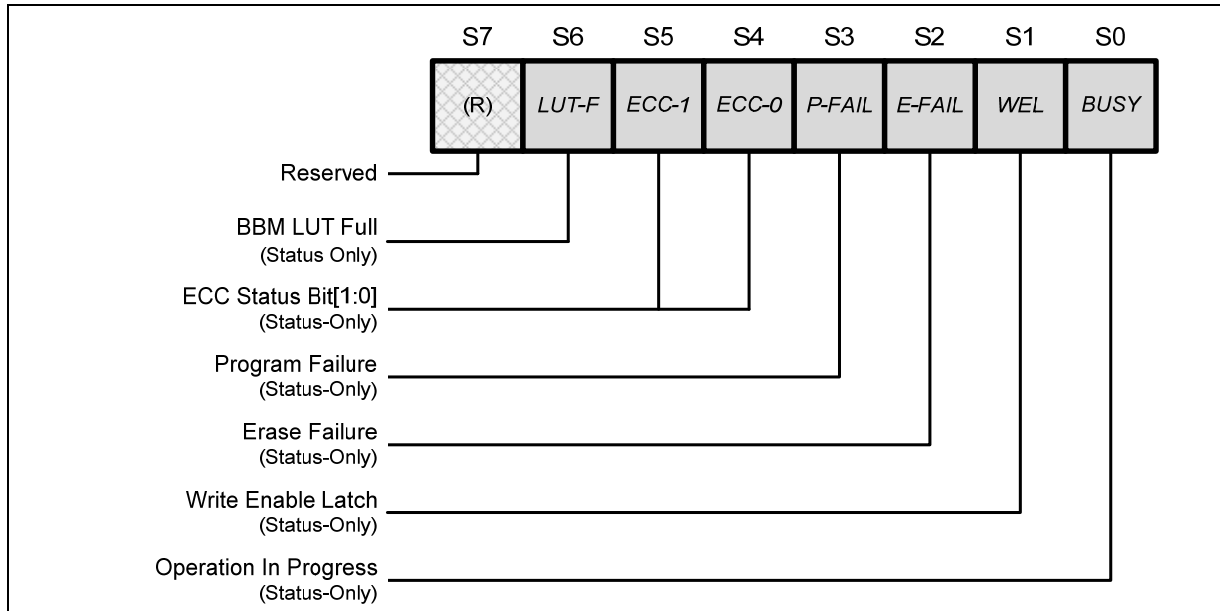 S7 S6 S5 S4 S3 S2 S1 S0
(R) LUT-F ECC-1 ECC-0 P-FAIL E-FAIL WEL BUSY
Reserved
BBM LUT Full
(Status Only)
ECC Status Bit[1:0]
(Status-Only)
Program Failure
(Status-Only)
Erase Failure
(Status-Only)
Write Enable Latch
(Status-Only)
Operation In Progress
(Status-Only)